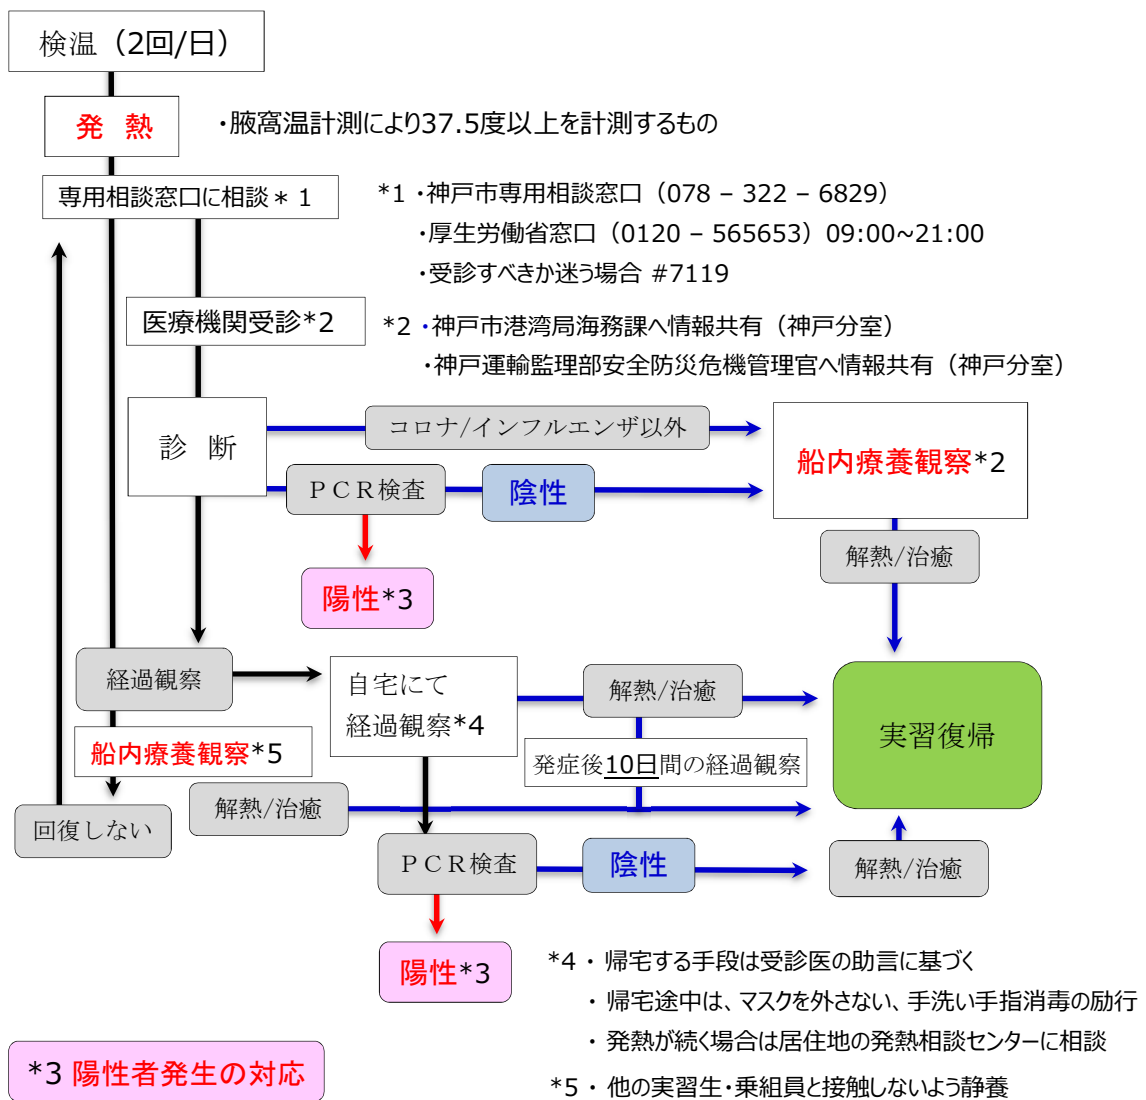 検温（2回/日）
発 熱
・腋窩温計測により37.5度以上を計測するもの
専用相談窓口に相談＊1
*1 ・神戸市専用相談窓口（078 – 322 – 6829）
・厚生労働省窓口（0120 – 565653）09:00~21:00
・受診すべきか迷う場合 #7119
医療機関受診*2
*2 ・神戸市港湾局海務課へ情報共有（神戸分室）
・神戸運輸監理部安全防災危機管理官へ情報共有（神戸分室）
診 断
コロナ/インフルエンザ以外
船内療養観察*2
ＰＣＲ検査
陰性
解熱/治癒
陽性*3
経過観察
自宅にて
経過観察*4
解熱/治癒
実習復帰
船内療養観察*5
発症後10日間の経過観察
解熱/治癒
回復しない
ＰＣＲ検査
陰性
解熱/治癒
陽性*3
*4 ・ 帰宅する手段は受診医の助言に基づく
・ 帰宅途中は、マスクを外さない、手洗い手指消毒の励行
・ 発熱が続く場合は居住地の発熱相談センターに相談
*3 陽性者発生の対応
*5 ・ 他の実習生・乗組員と接触しないよう静養